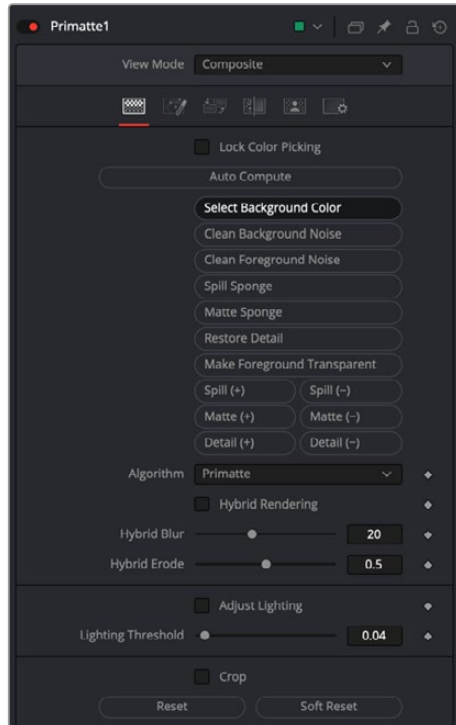 Primatte1
View Mode Composite
Lock Color Picking
Auto Compute
Select Background Color
Clean Background Noise
Clean Foreground Noise
Spill Sponge
Matte Sponge
Restore Detail
Make Foreground Transparent
Spill (+) Spill (−)
Matte (+) Matte (−)
Detail (+) Detail (−)
Algorithm Primatte
Hybrid Rendering
Hybrid Blur 20
Hybrid Erode 0.5
Adjust Lighting
Lighting Threshold 0.04
Crop
Reset Soft Reset